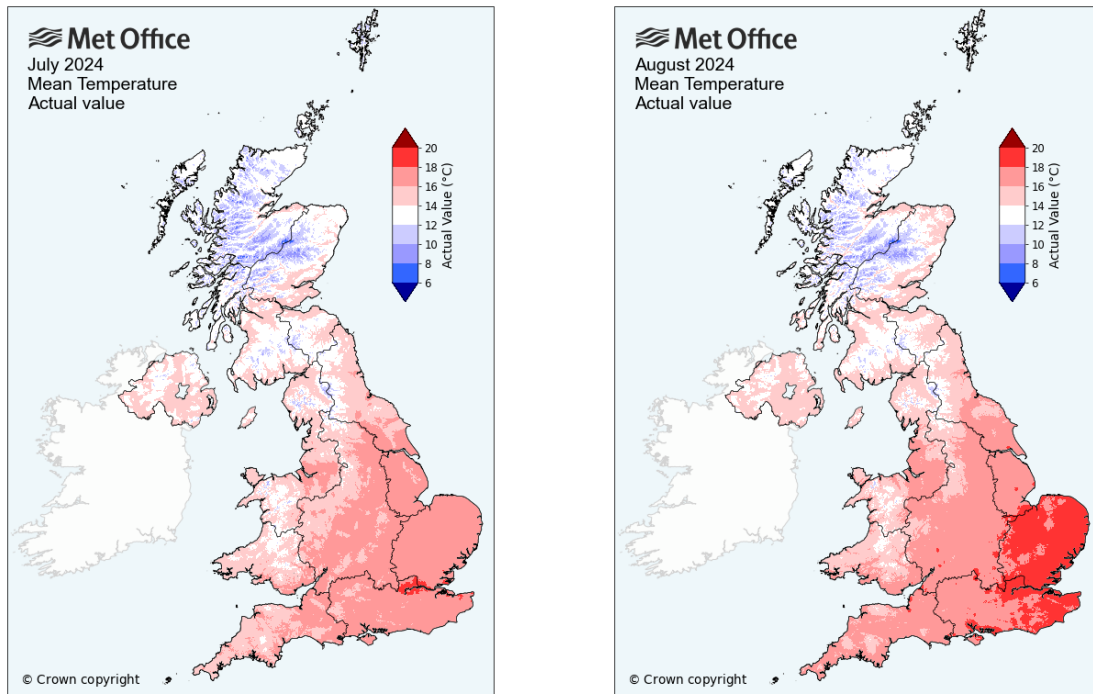 Met Office
July 2024
Mean Temperature
Actual value
20
18
16
14
12
10
8
6
Actual Value (°C)
© Crown copyright
Met Office
August 2024
Mean Temperature
Actual value
20
18
16
14
12
10
8
6
Actual Value (°C)
© Crown copyright